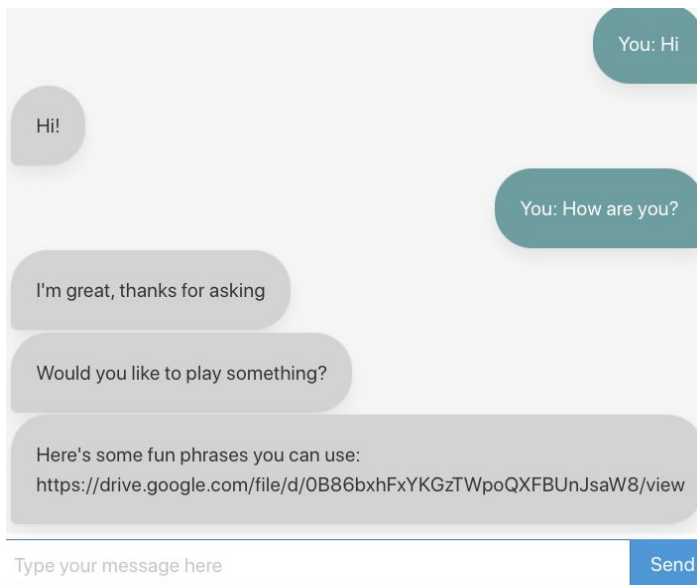 You: Hi
Hi!
You: How are you?
I'm great, thanks for asking
Would you like to play something?
Here's some fun phrases you can use:
https://drive.google.com/file/d/0B86bxhFxYKGzTWpoQXFBUnJsaW8/view
Type your message here
Send